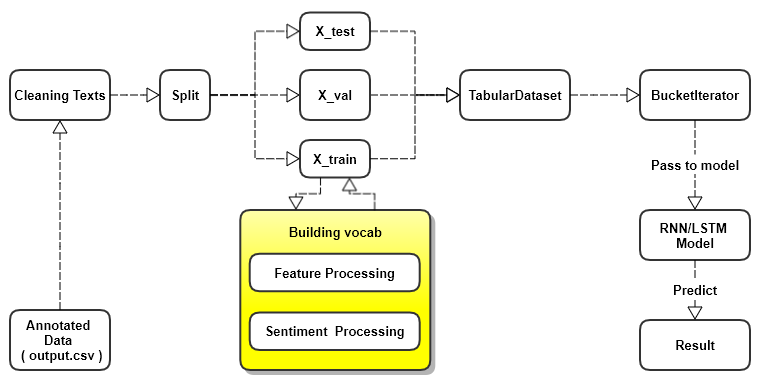 X_test
Cleaning Texts
Split
X_val
TabularDataset
BucketIterator
X_train
Pass to model
Building vocab
Feature Processing
Sentiment  Processing
RNN/LSTM
Model
Predict
Annotated
Data
( output.csv )
Result